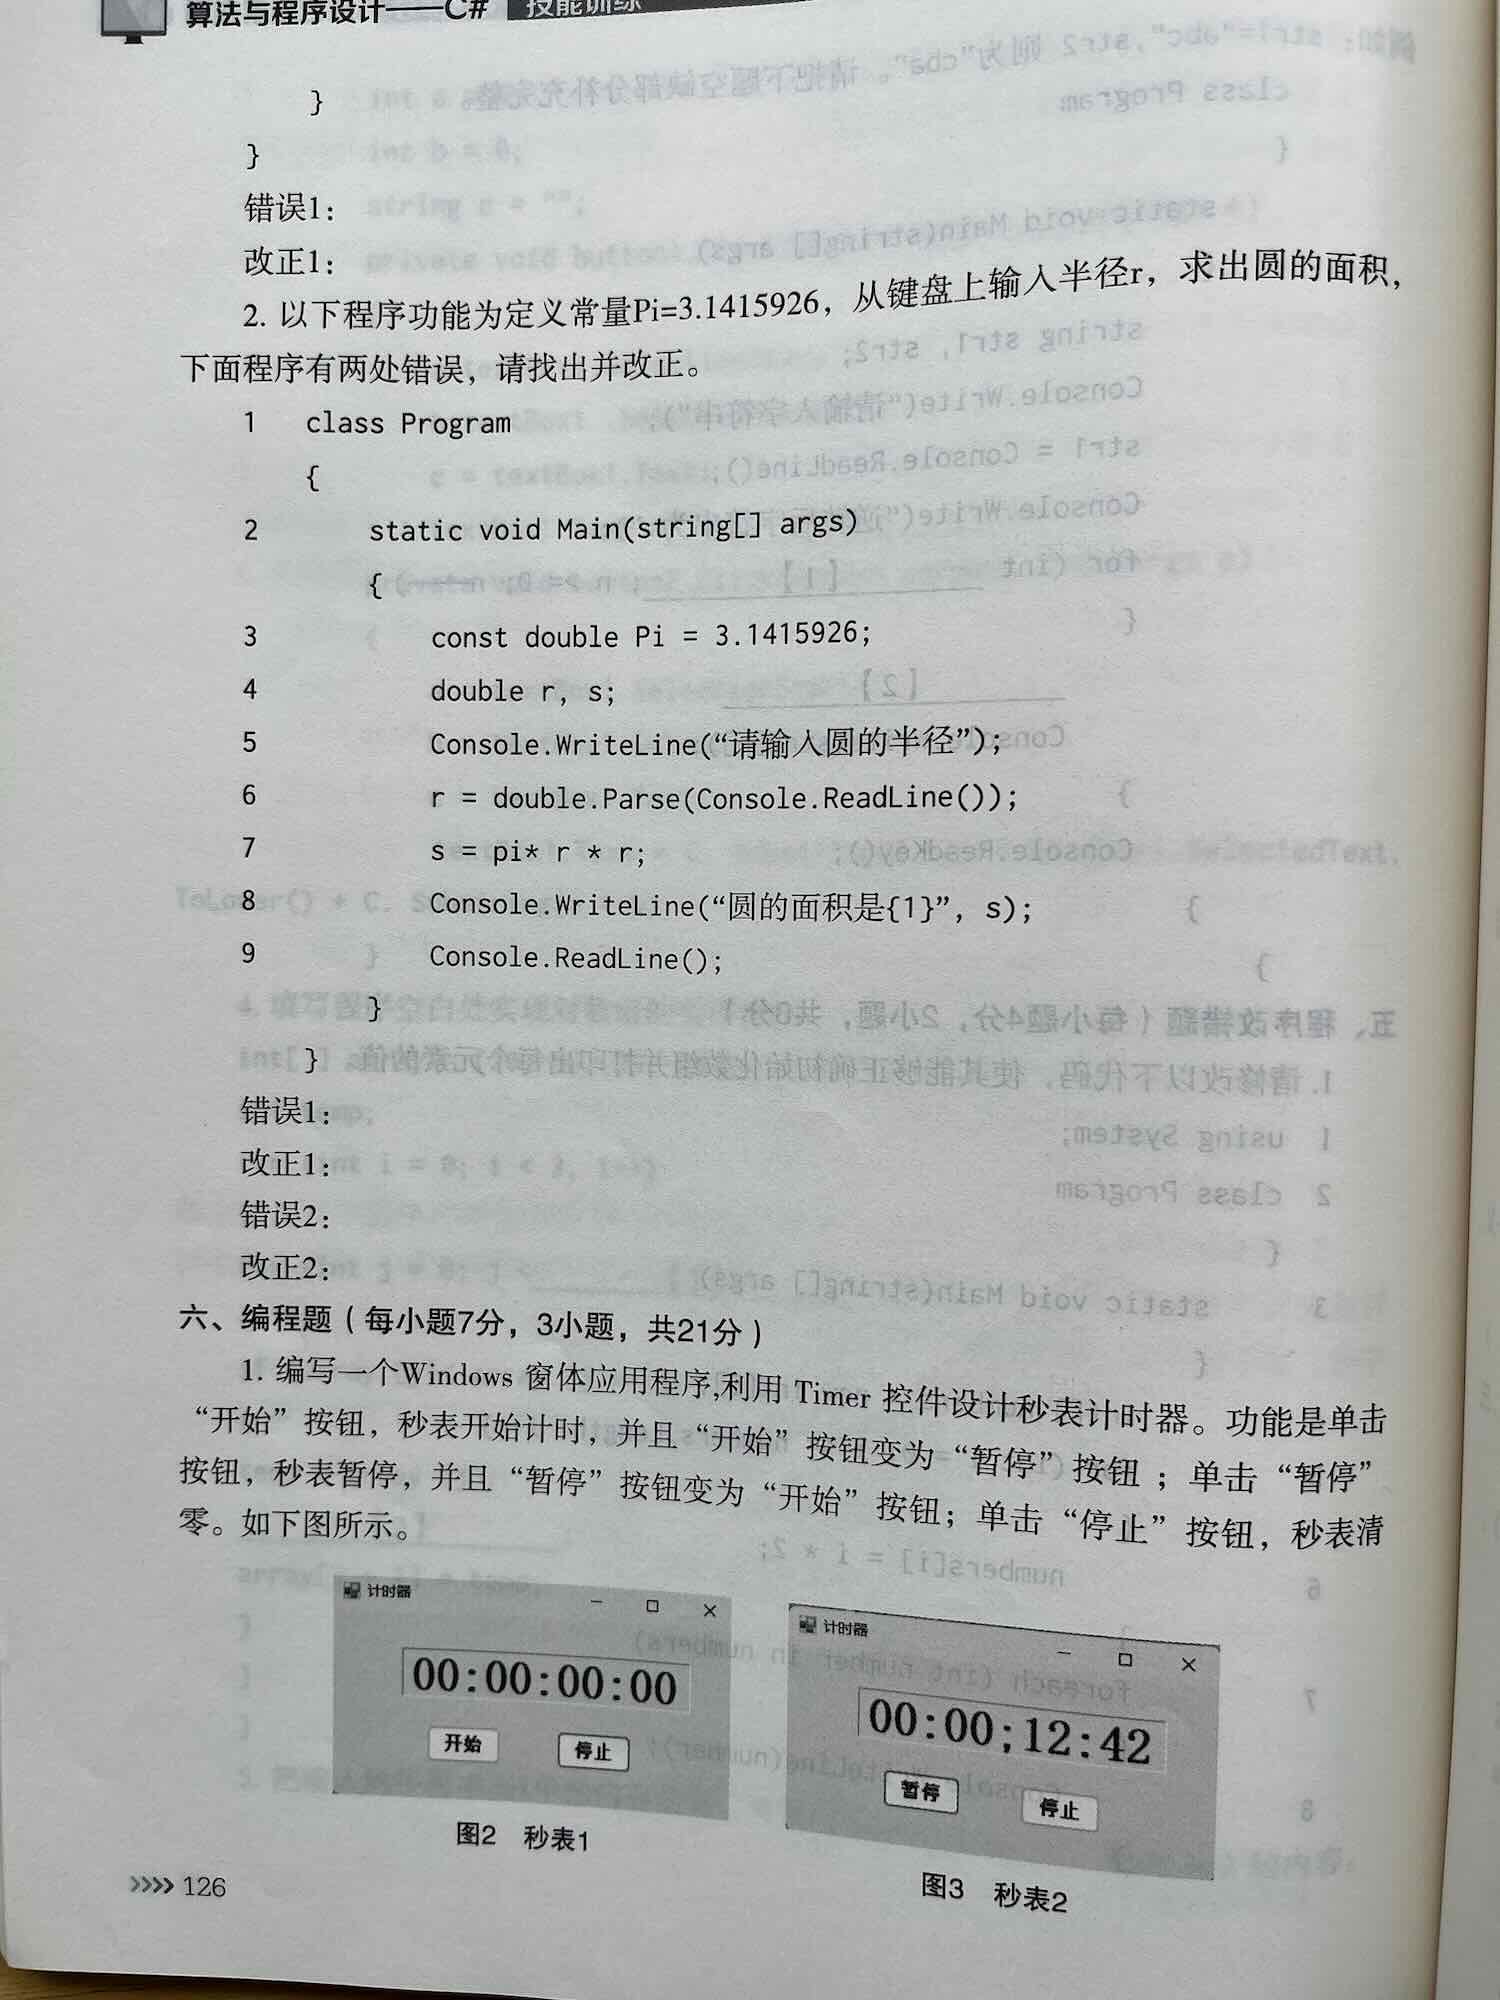 算法与程序设计——C# 技能训练
}
}
错误1：
改正1：
2. 以下程序功能为定义常量Pi=3.1415926，从键盘上输入半径r，求出圆的面积，
下面程序有两处错误，请找出并改正。
1 class Program
{
2 static void Main(string[] args)
{
3 const double Pi = 3.1415926;
4 double r, s;
5 Console.WriteLine(“请输入圆的半径”);
6 r = double.Parse(Console.ReadLine());
7 s = pi* r * r;
8 Console.WriteLine(“圆的面积是{1}”, s);
9 Console.ReadLine();
}
}
错误1：
改正1：
错误2：
改正2：
六、编程题（每小题7分，3小题，共21分）
1. 编写一个Windows 窗体应用程序,利用 Timer 控件设计秒表计时器。功能是单击
“开始”按钮，秒表开始计时，并且“开始”按钮变为“暂停”按钮 ；单击“暂停”
按钮，秒表暂停，并且“暂停”按钮变为“开始”按钮；单击“停止”按钮，秒表清
零。如下图所示。
计时器
00:00:00:00
开始 停止
图2 秒表1
计时器
00:00;12:42
暂停 停止
图3 秒表2
>>>> 126